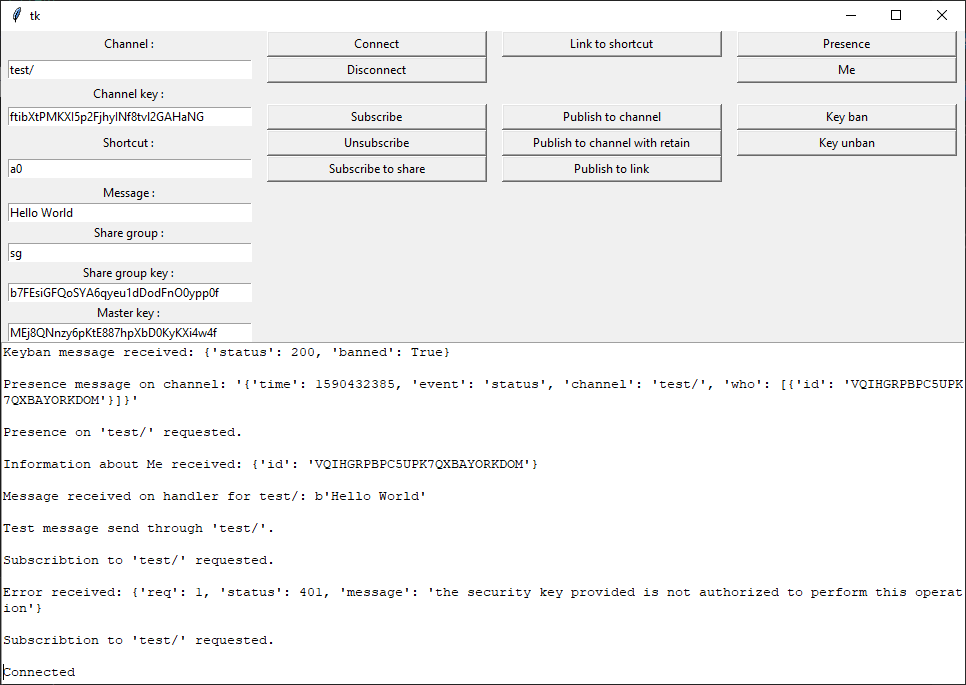 tk
Channel :
Connect
Link to shortcut
Presence
test/
Disconnect
Me
Channel key :
ftibXtPMKXl5p2FjhylNf8tvl2GAHaNG
Subscribe
Publish to channel
Key ban
Shortcut :
Unsubscribe
Publish to channel with retain
Key unban
a0
Subscribe to share
Publish to link
Message :
Hello World
Share group :
sg
Share group key :
b7FEsiGFQoSYA6qyeu1dDodFnO0ypp0f
Master key :
MEj8QNnzy6pKtE887hpXbD0KyKXi4w4f
Keyban message received: {'status': 200, 'banned': True}
Presence message on channel: '{'time': 1590432385, 'event': 'status', 'channel': 'test/', 'who': [{'id': 'VQIHGRPBPC5UPK
7QXBAYORKDOM'}]}'
Presence on 'test/' requested.
Information about Me received: {'id': 'VQIHGRPBPC5UPK7QXBAYORKDOM'}
Message received on handler for test/: b'Hello World'
Test message send through 'test/'.
Subscribtion to 'test/' requested.
Error received: {'req': 1, 'status': 401, 'message': 'the security key provided is not authorized to perform this operat
ion'}
Subscribtion to 'test/' requested.
Connected